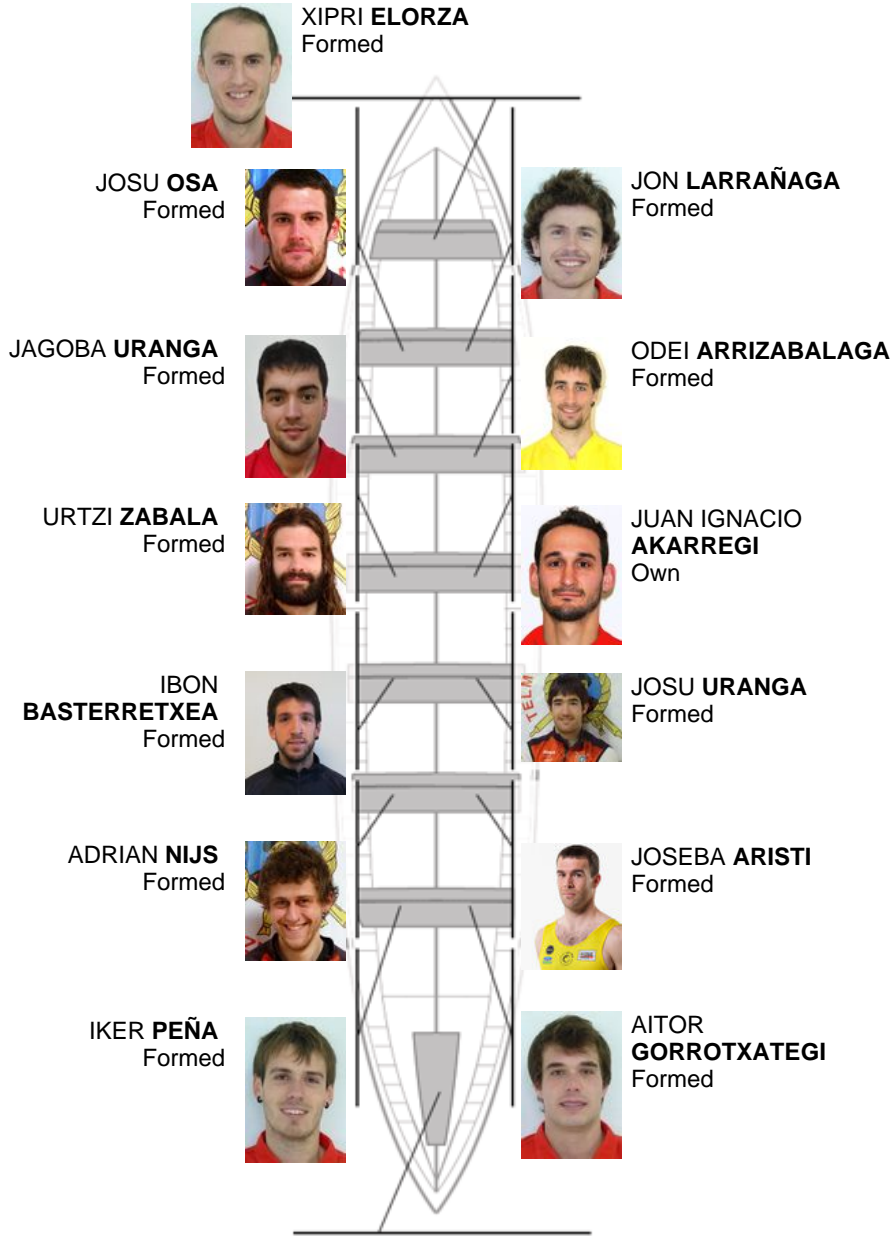 XIPRI ELORZA
Formed
JOSU OSA
Formed
JON LARRAÑAGA
Formed
JAGOBA URANGA
Formed
ODEI ARRIZABALAGA
Formed
URTZI ZABALA
Formed
JUAN IGNACIO
AKARREGI
Own
IBON
BASTERRETXEA
Formed
TELM
JOSU URANGA
Formed
ADRIAN NIJS
Formed
JOSEBA ARISTI
Formed
IKER PEÑA
Formed
AITOR
GORROTXATEGI
Formed